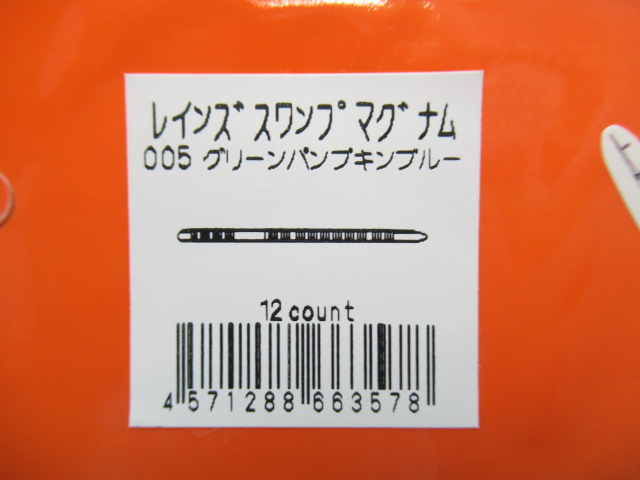 レインズスワンプマグナム
005 グリーンパンプキンブルー
12 count
4 571288 663578